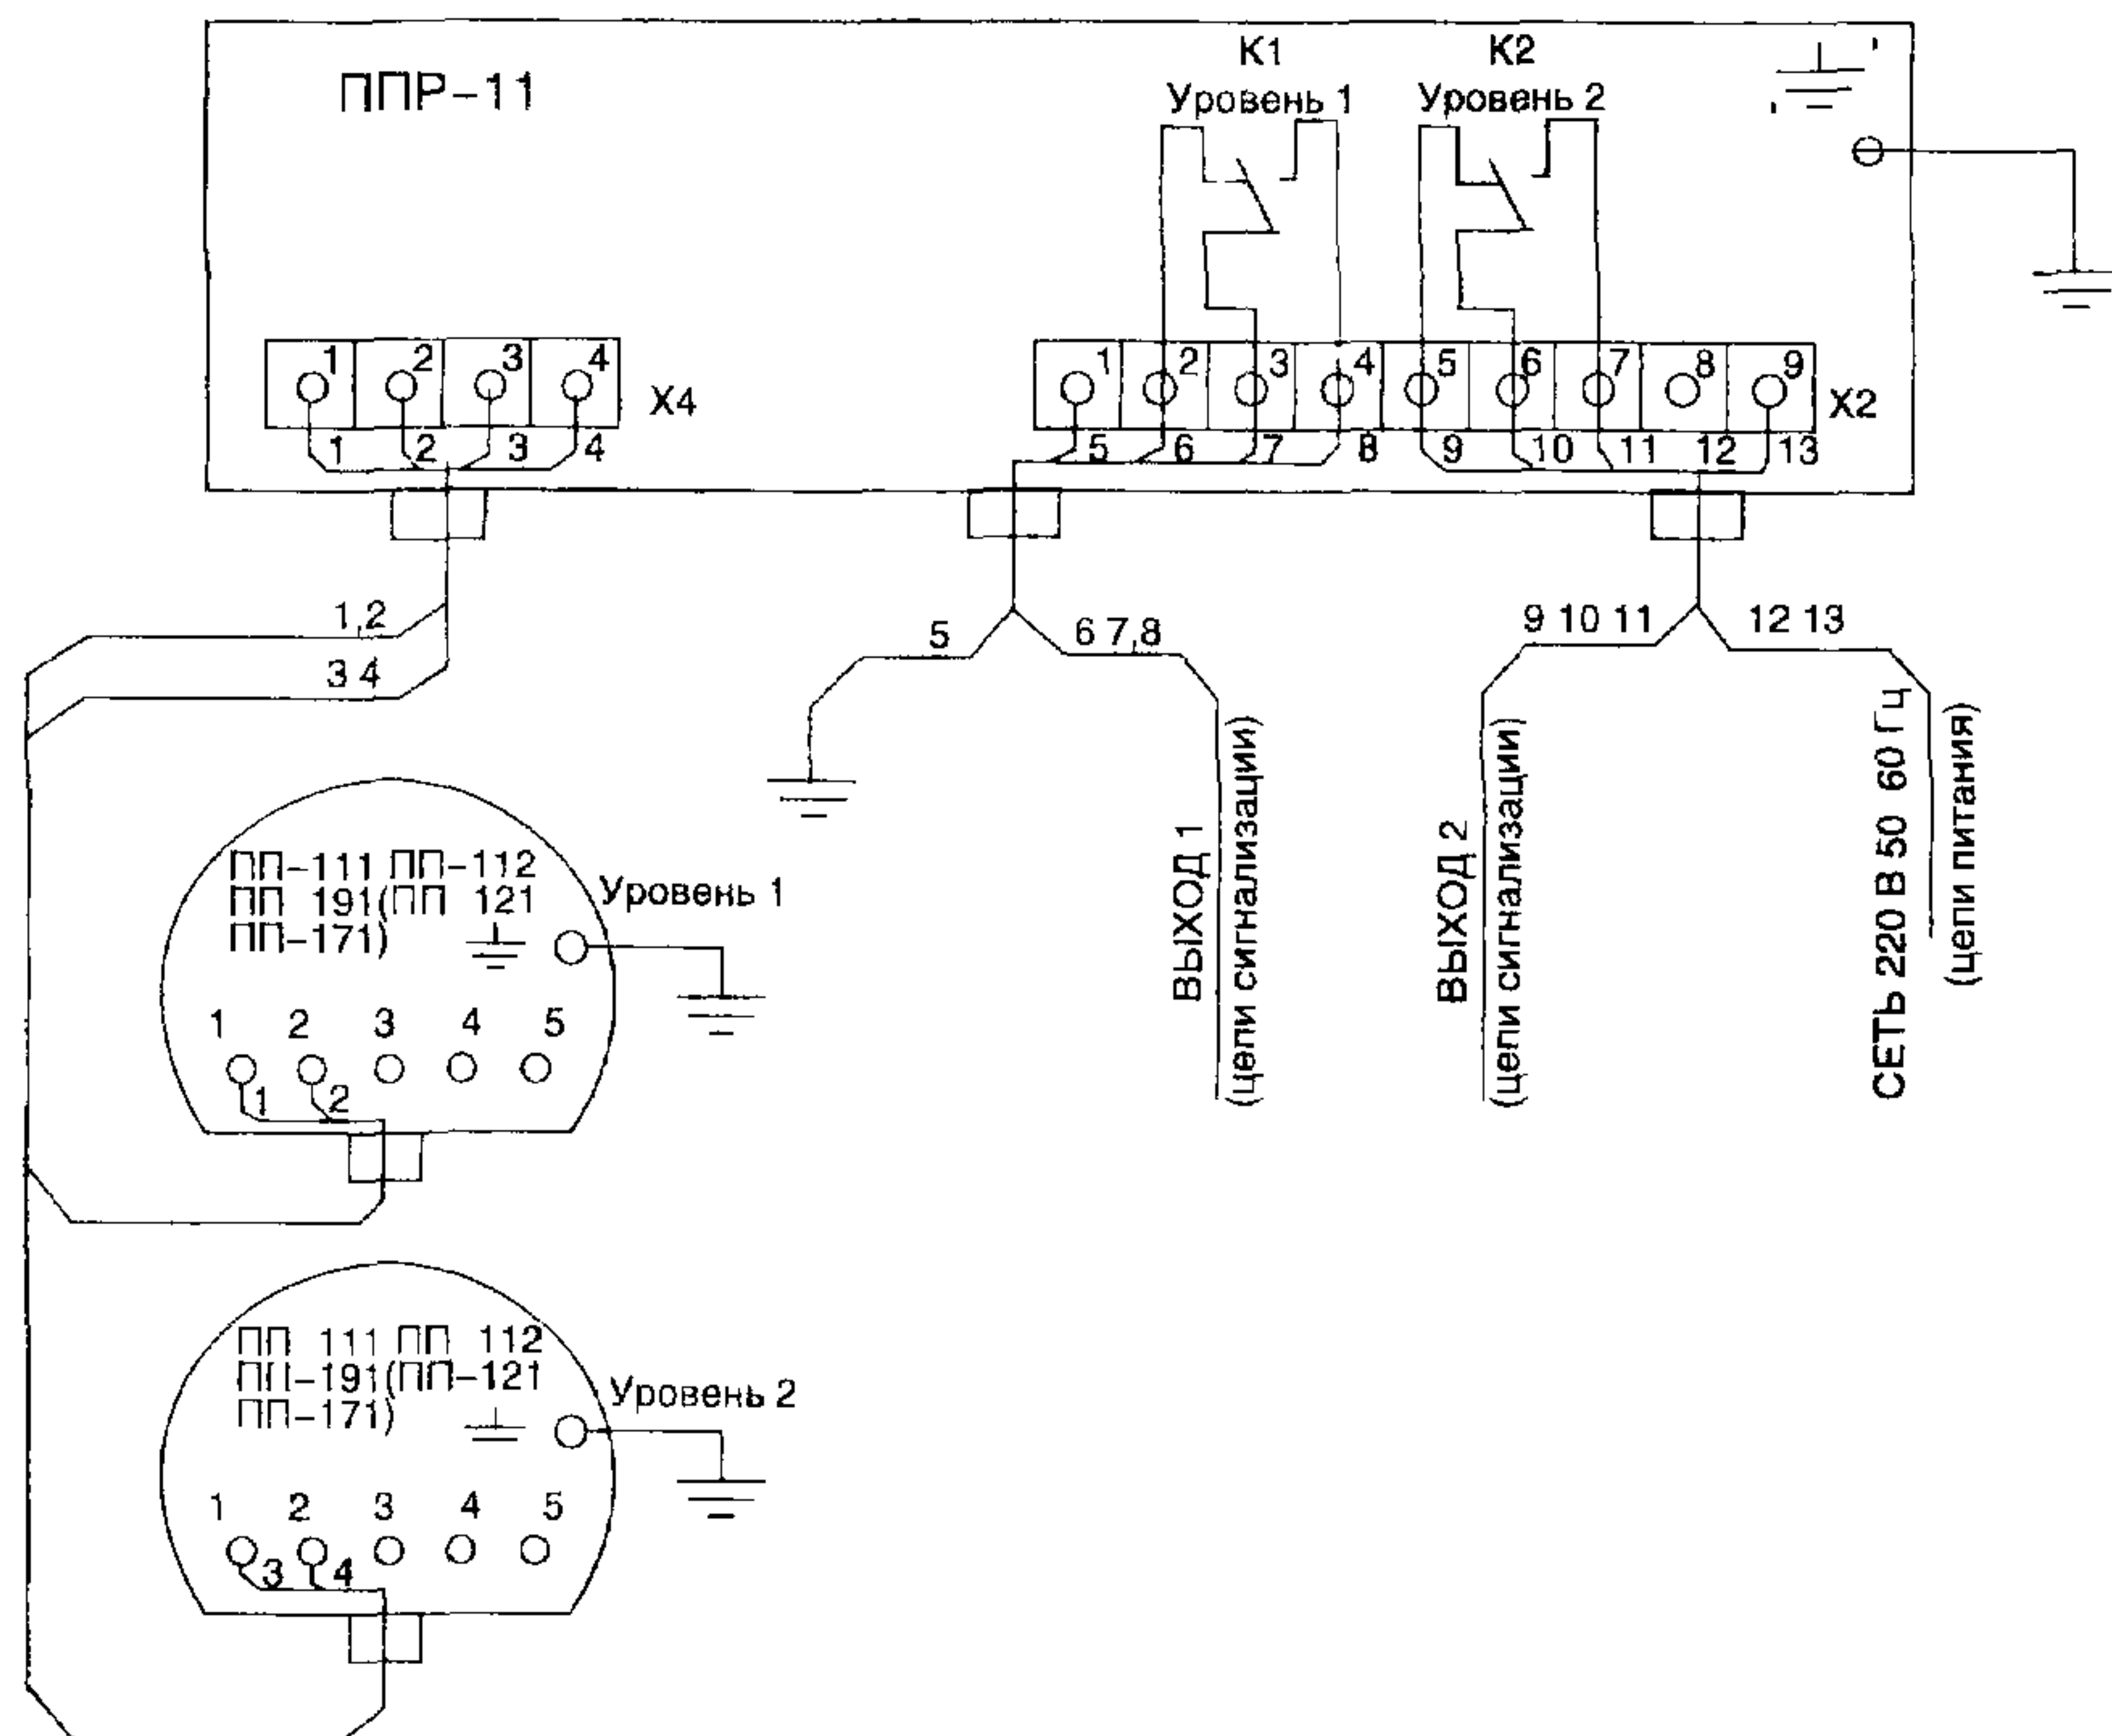 К1
К2
ППР-11
Уровень 1
Уровень 2
1 2 3 4
Х4
1 2 3 4
1 2 3 4 5 6 7 8 9
Х2
5 6 7 8 9 10 11 12 13
1,2
3 4
5
6 7,8
9 10 11
12 13
ВЫХОД 1
(цепи сигнализации)
ВЫХОД 2
(цепи сигнализации)
СЕТЬ 220 В 50 60 Гц
(цепи питания)
ПП-111 ПП-112
ПП 191(ПП 121
ПП-171)
Уровень 1
1 2 3 4 5
1 2
ПП 111 ПП 112
ПП-191(ПП-121
ПП-171)
Уровень 2
1 2 3 4 5
3 4